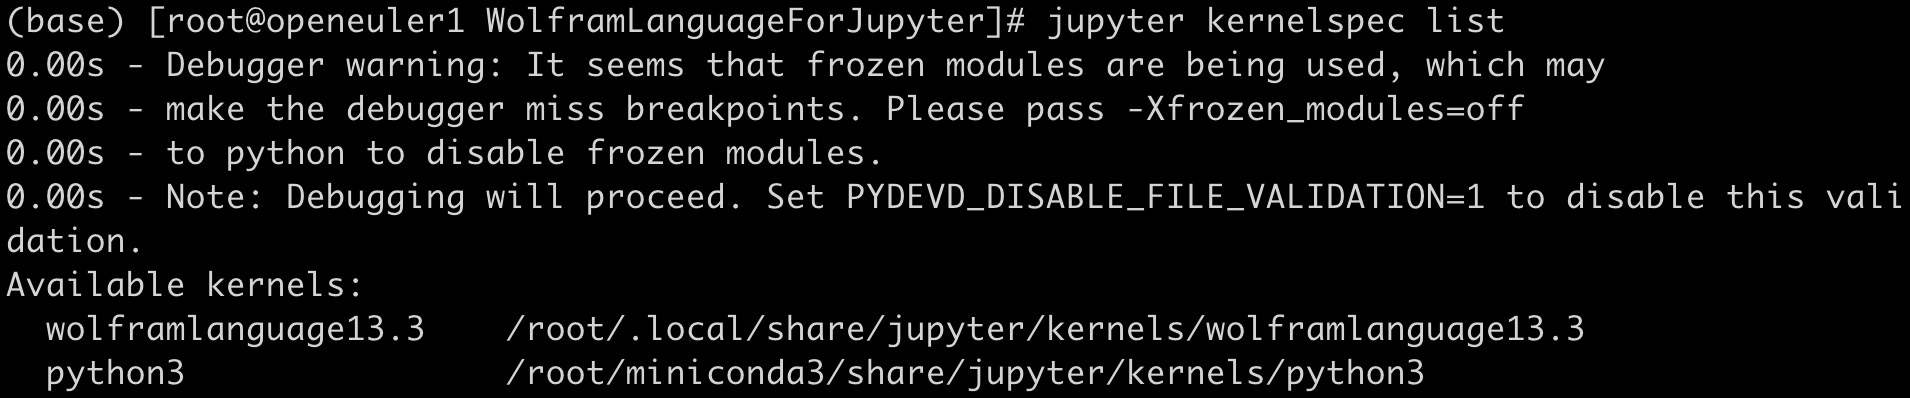 (base) [root@openeuler1 WolframLanguageForJupyter]# jupyter kernelspec list
0.00s - Debugger warning: It seems that frozen modules are being used, which may
0.00s - make the debugger miss breakpoints. Please pass -Xfrozen_modules=off
0.00s - to python to disable frozen modules.
0.00s - Note: Debugging will proceed. Set PYDEVD_DISABLE_FILE_VALIDATION=1 to disable this vali
dation.
Available kernels:
  wolframlanguage13.3    /root/.local/share/jupyter/kernels/wolframlanguage13.3
  python3                /root/miniconda3/share/jupyter/kernels/python3